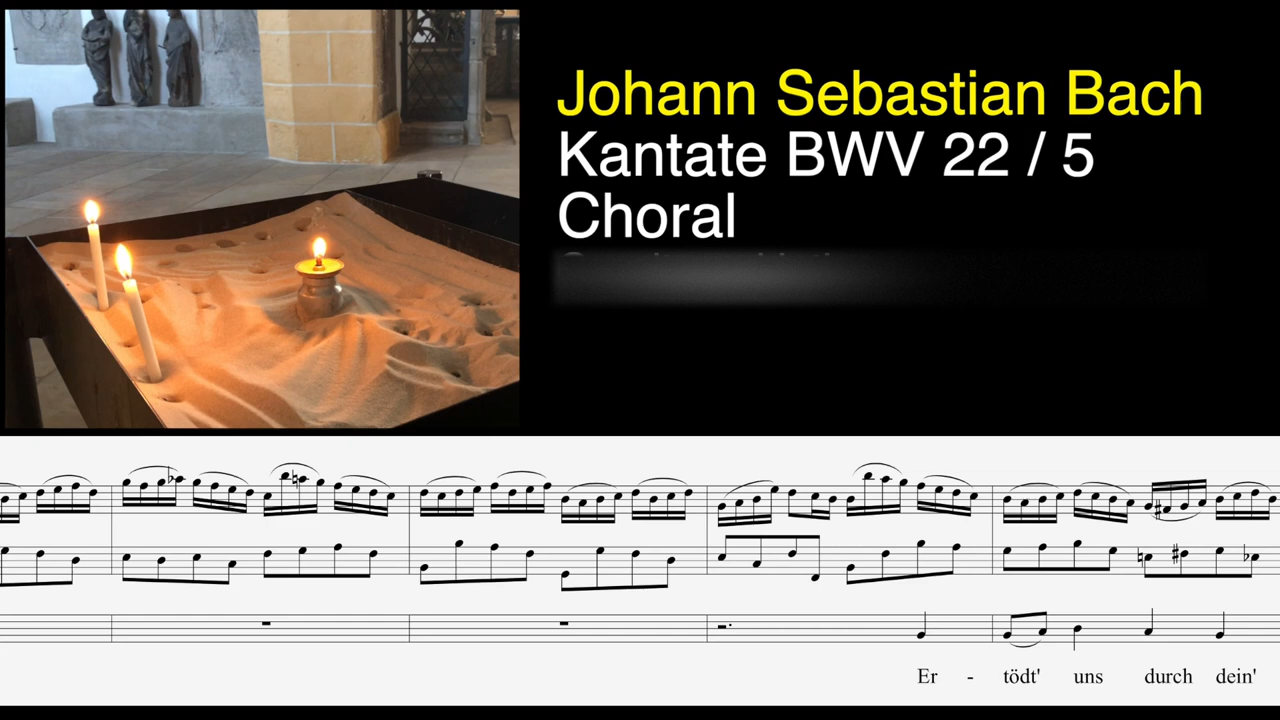 Johann Sebastian Bach
Kantate BWV 22 / 5
Choral
Er - tödt' uns durch dein'